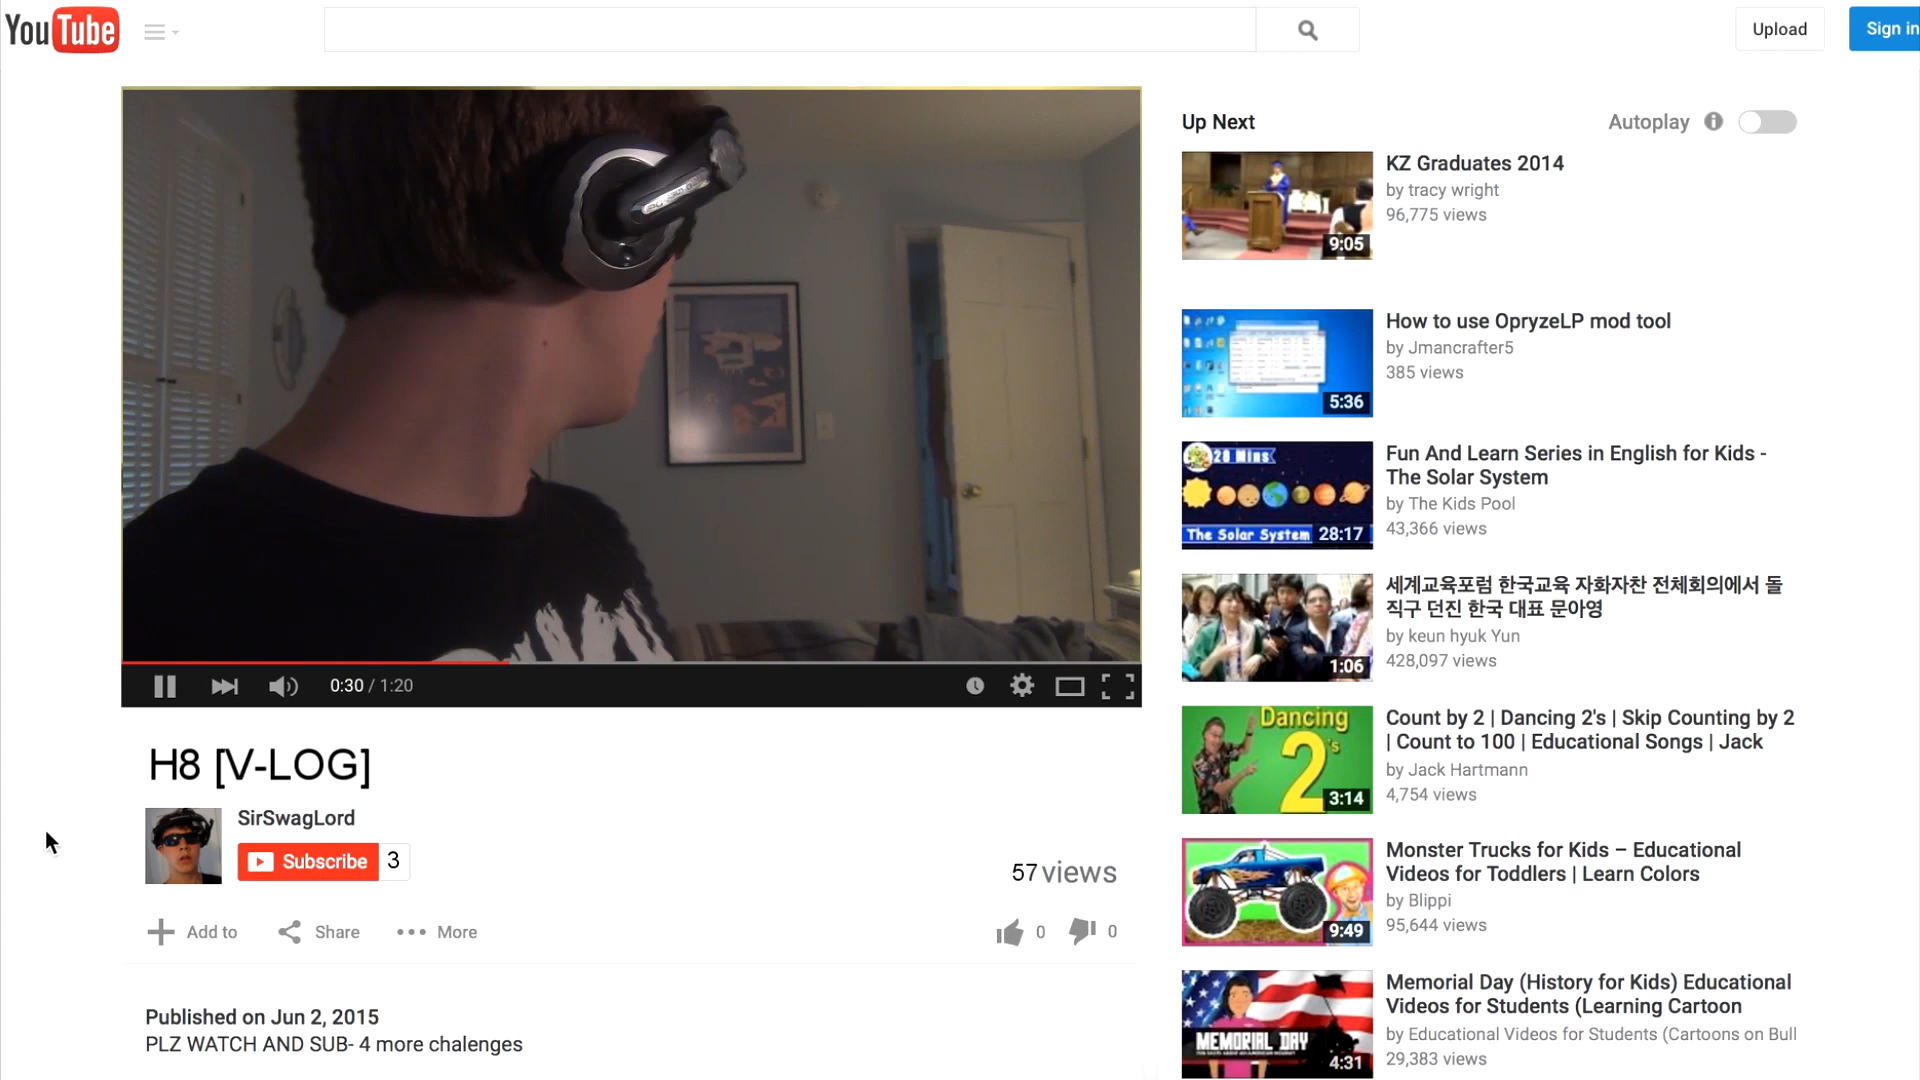 YouTube
Upload
Sign in
Up Next
Autoplay
KZ Graduates 2014
by tracy wright
96,775 views
9:05
How to use OpryzeLP mod tool
by Jmancrafter5
385 views
5:36
20 Mins
The Solar System 28:17
Fun And Learn Series in English for Kids -
The Solar System
by The Kids Pool
43,366 views
세계교육포럼 한국교육 자화자찬 전체회의에서 돌
직구 던진 한국 대표 문아영
by keun hyuk Yun
428,097 views
1:06
Dancing
2's
3:14
Count by 2 | Dancing 2's | Skip Counting by 2
| Count to 100 | Educational Songs | Jack
by Jack Hartmann
4,754 views
Monster Trucks for Kids – Educational
Videos for Toddlers | Learn Colors
by Blippi
95,644 views
9:49
Memorial Day (History for Kids) Educational
Videos for Students (Learning Cartoon
by Educational Videos for Students (Cartoons on Bull
29,383 views
MEMORIAL DAY
4:31
0:30 / 1:20
H8 [V-LOG]
SirSwagLord
Subscribe 3
57 views
Add to
Share
More
0
0
Published on Jun 2, 2015
PLZ WATCH AND SUB- 4 more chalenges